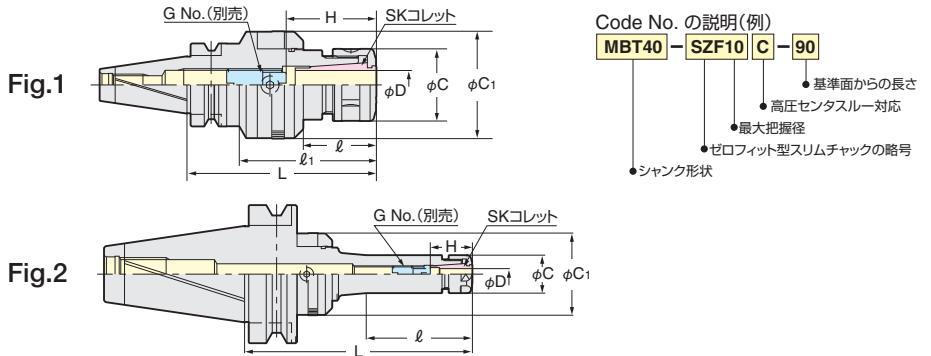 Fig.1
G No.(別売)
H
SKコレット
φD
φC
φC1
ℓ
ℓ1
L
Code No. の説明(例)
MBT40 – SZF10 C – 90
基準面からの長さ
高圧センタスルー対応
最大把握径
ゼロフィット型スリムチャックの略号
シャンク形状
Fig.2
G No.(別売)
SKコレット
H
φD
φC
φC1
ℓ
L